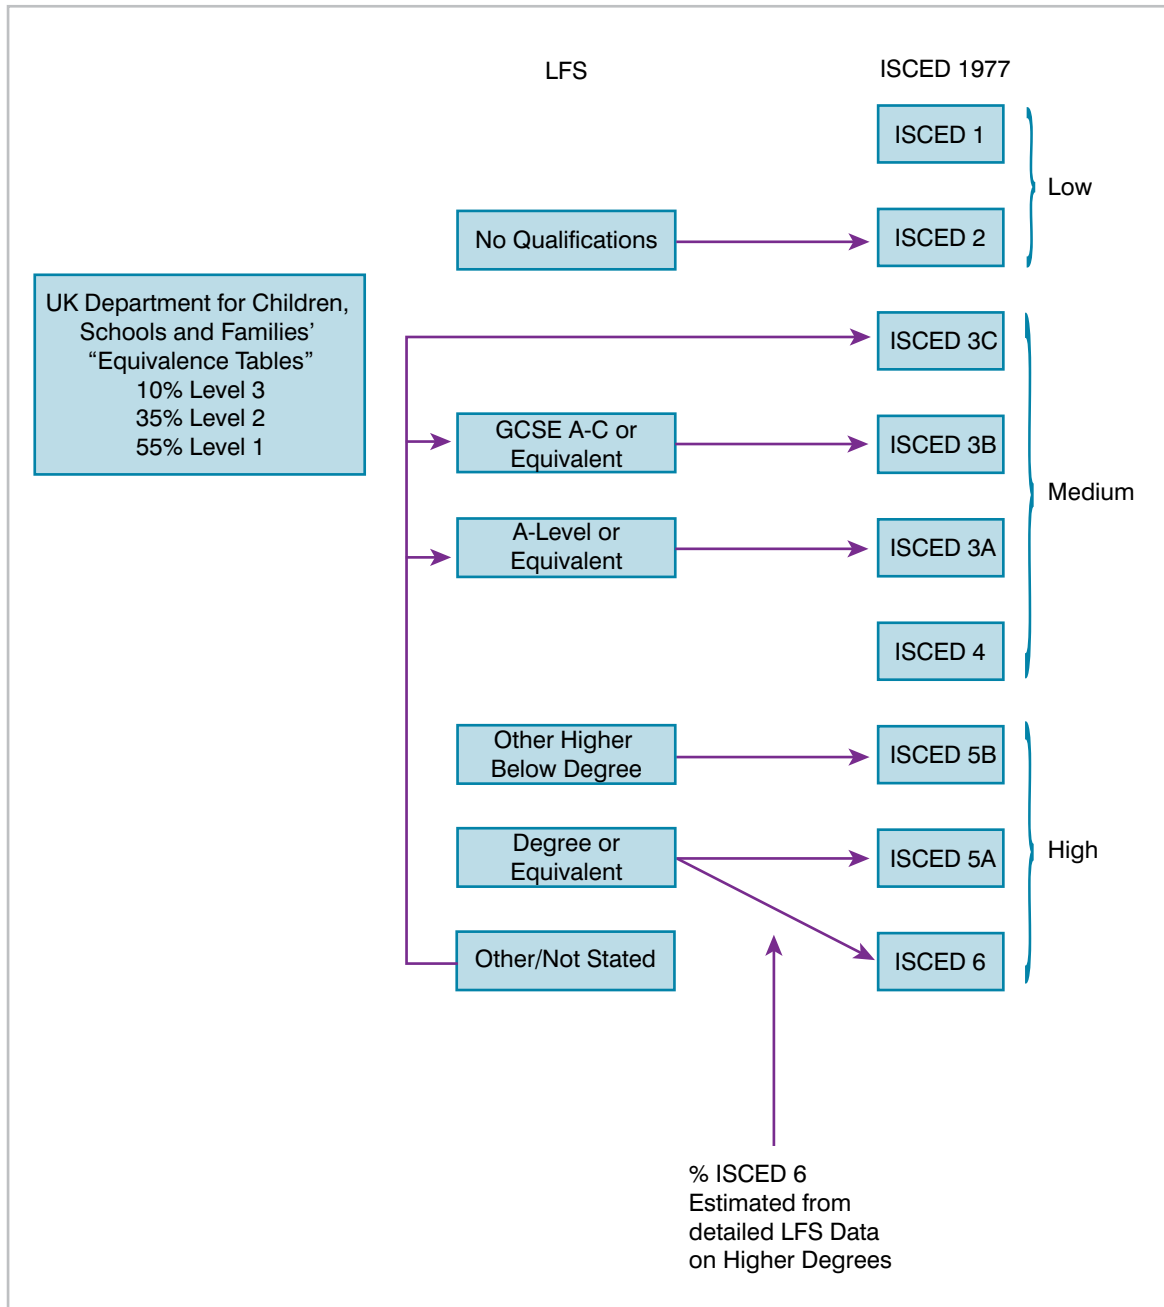 LFS
ISCED 1977
ISCED 1
Low
No Qualifications
ISCED 2
UK Department for Children,
Schools and Families’
“Equivalence Tables”
10% Level 3
35% Level 2
55% Level 1
ISCED 3C
GCSE A-C or
Equivalent
ISCED 3B
Medium
A-Level or
Equivalent
ISCED 3A
ISCED 4
Other Higher
Below Degree
ISCED 5B
Degree or
Equivalent
ISCED 5A
High
Other/Not Stated
ISCED 6
% ISCED 6
Estimated from
detailed LFS Data
on Higher Degrees